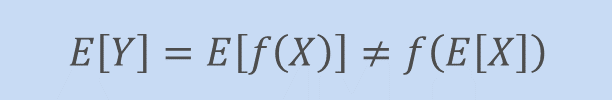 E[Y] = E[f(X)] ≠ f(E[X])